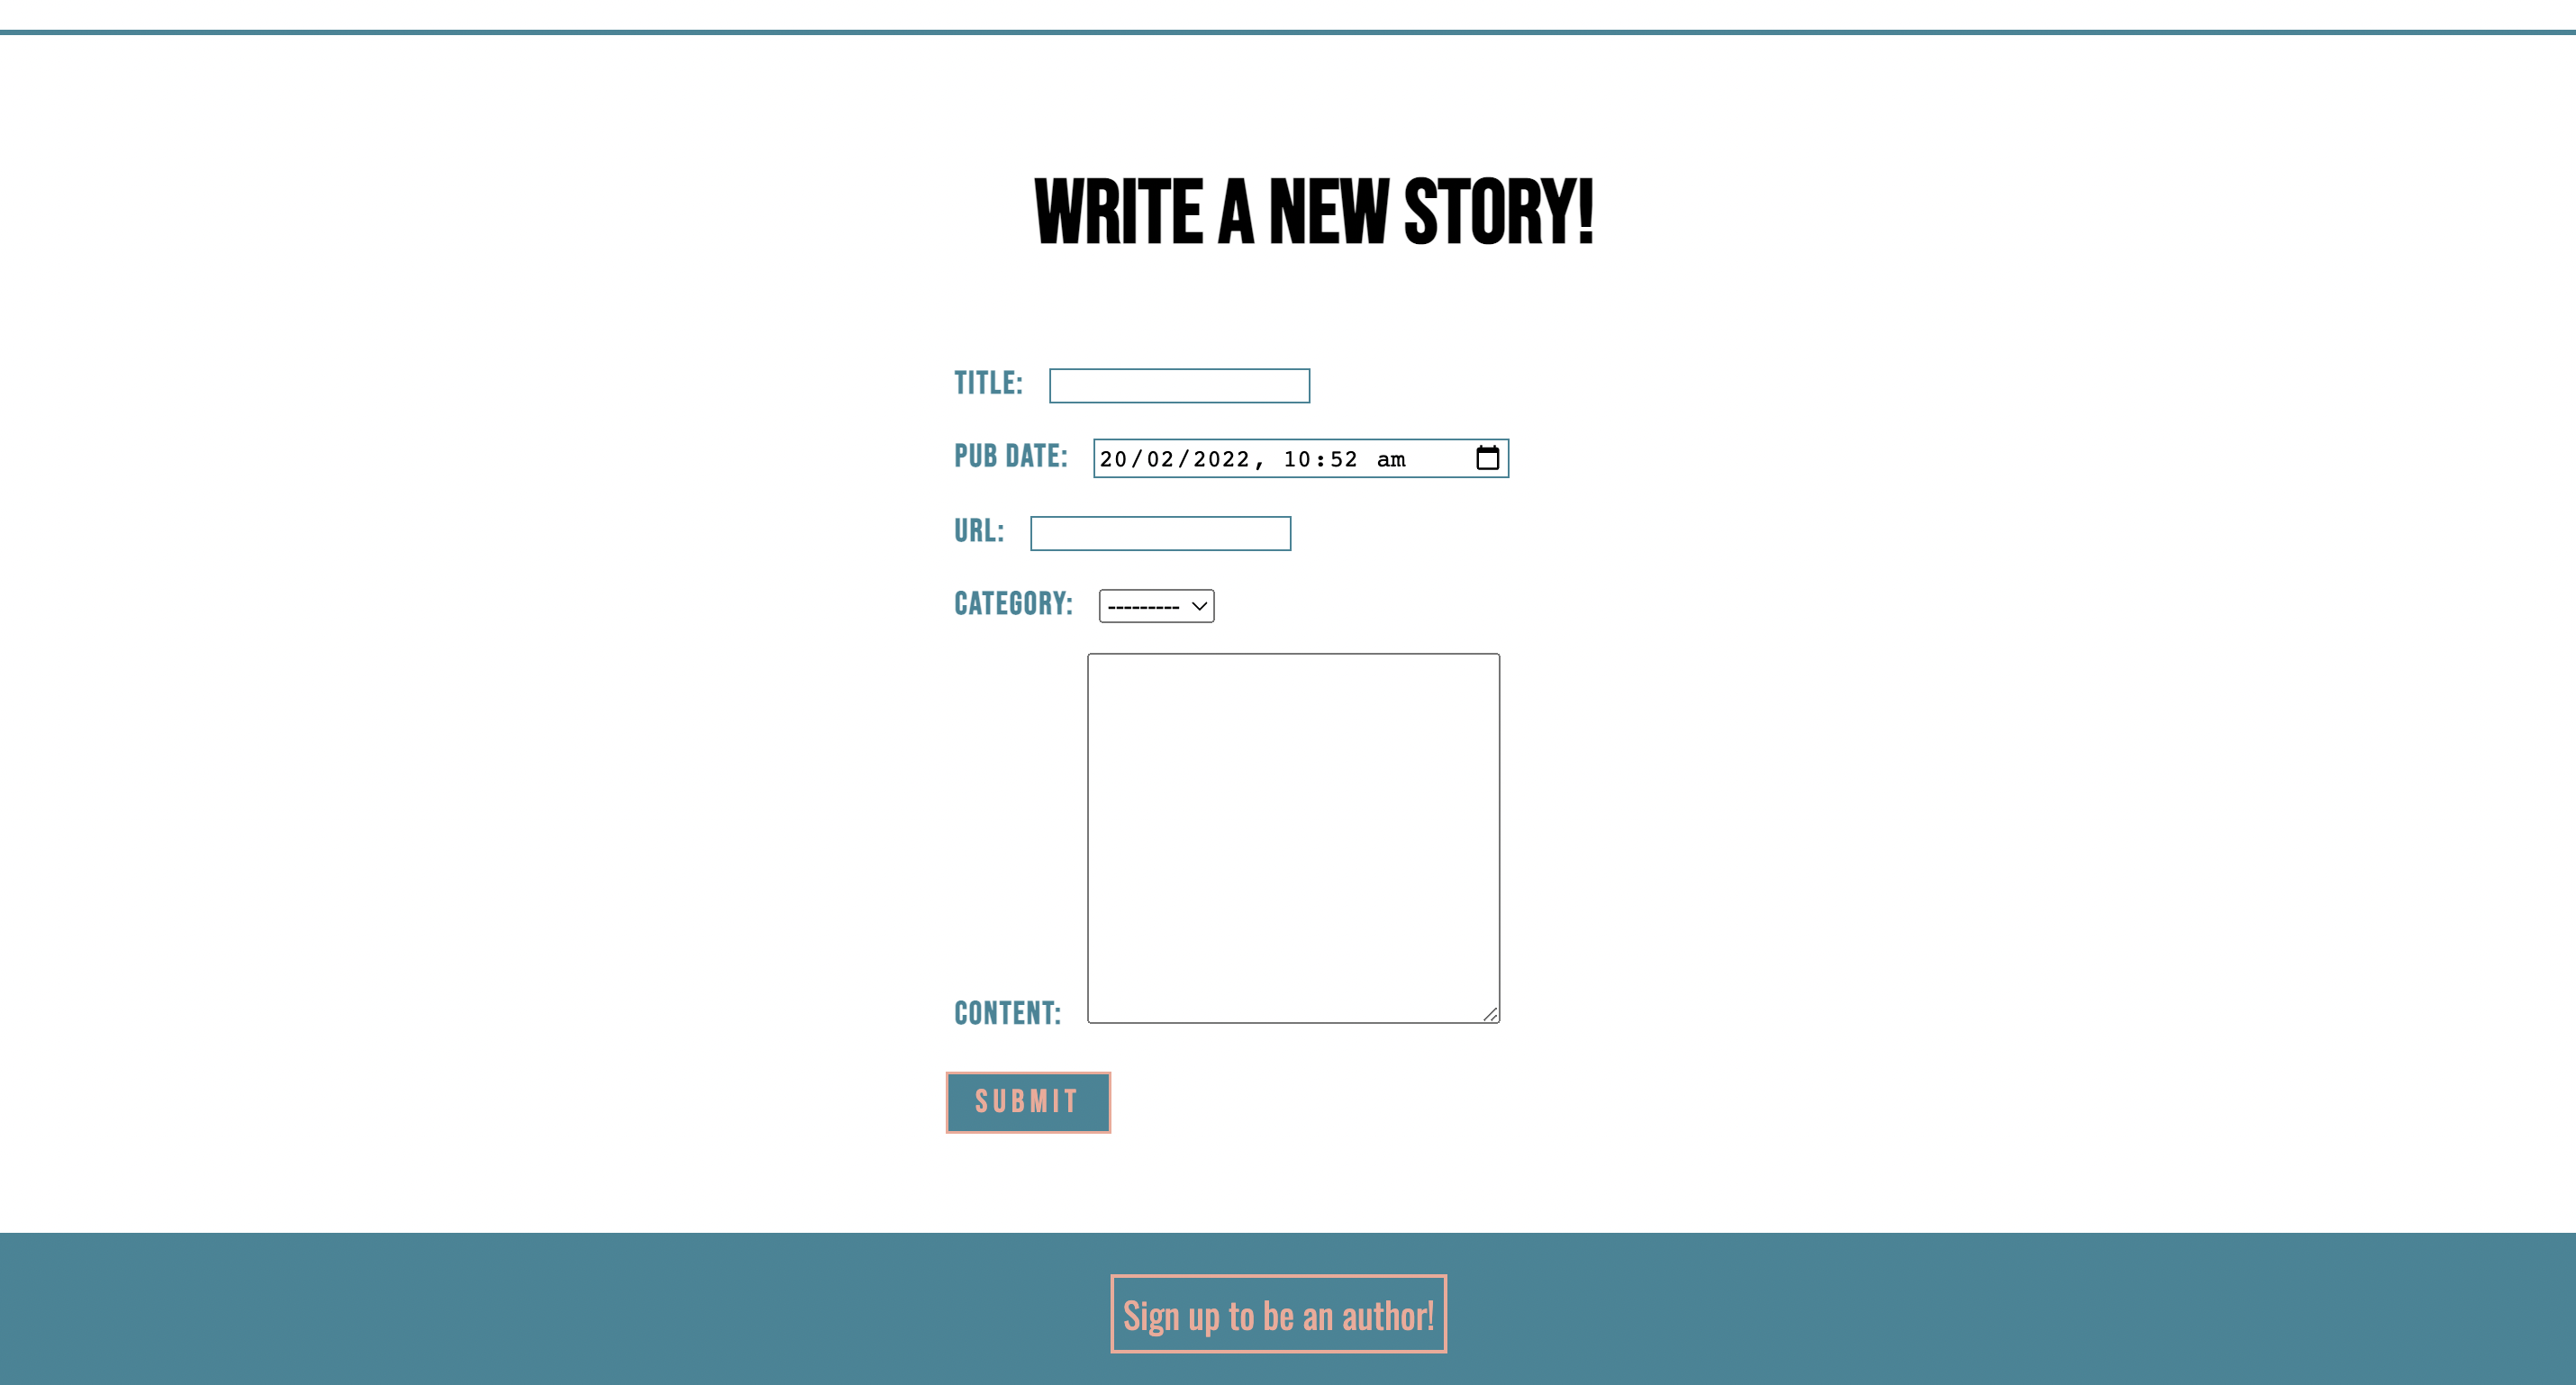 WRITE A NEW STORY!
TITLE:
PUB DATE: 20/02/2022, 10:52 am
URL:
CATEGORY: ---------
CONTENT:
SUBMIT
Sign up to be an author!